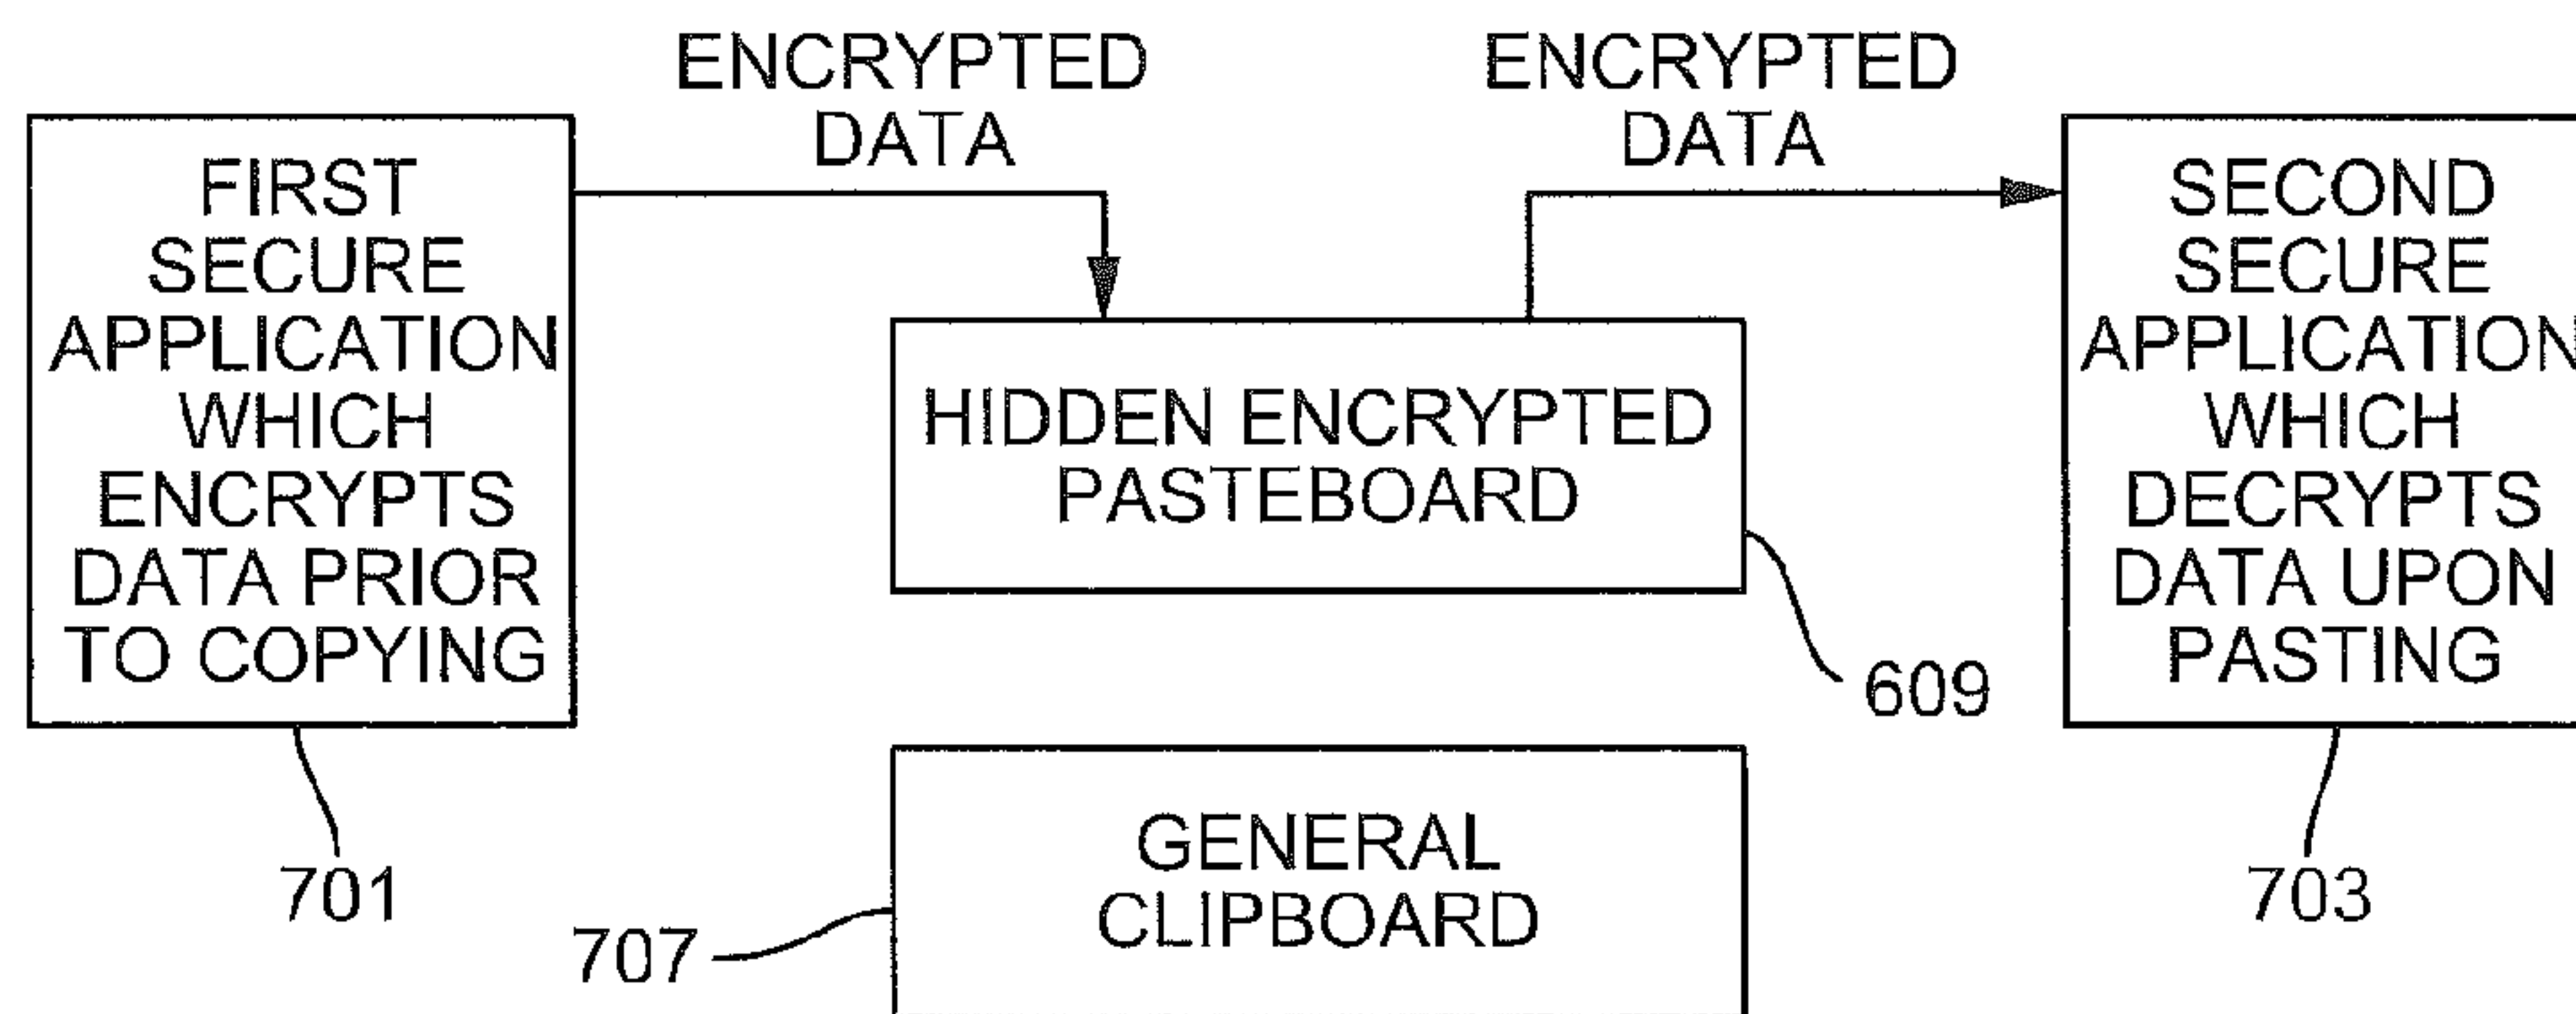 ENCRYPTED
DATA
ENCRYPTED
DATA
FIRST
SECURE
APPLICATION
WHICH
ENCRYPTS
DATA PRIOR
TO COPYING
701
HIDDEN ENCRYPTED
PASTEBOARD
609
SECOND
SECURE
APPLICATION
WHICH
DECRYPTS
DATA UPON
PASTING
703
GENERAL
CLIPBOARD
707